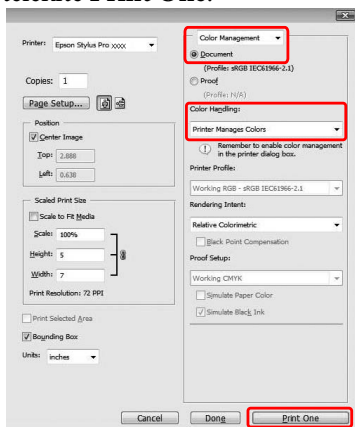 Print One.
Printer: Epson Stylus Pro xxxx
Copies: 1
Page Setup...
Position
Center Image
Top: 2.888
Left: 0.638
Scaled Print Size
Scale to Fit Media
Scale: 100%
Height: 5
Width: 7
Print Resolution: 72 PPI
Print Selected Area
Bounding Box
Units: inches
Color Management
Document
(Profile: sRGB IEC61966-2.1)
Proof
(Profile: N/A)
Color Handling:
Printer Manages Colors
Remember to enable color management
in the printer dialog box.
Printer Profile:
Working RGB - sRGB IEC61966-2.1
Rendering Intent:
Relative Colorimetric
Black Point Compensation
Proof Setup:
Working CMYK
Simulate Paper Color
Simulate Black Ink
Cancel
Done
Print One